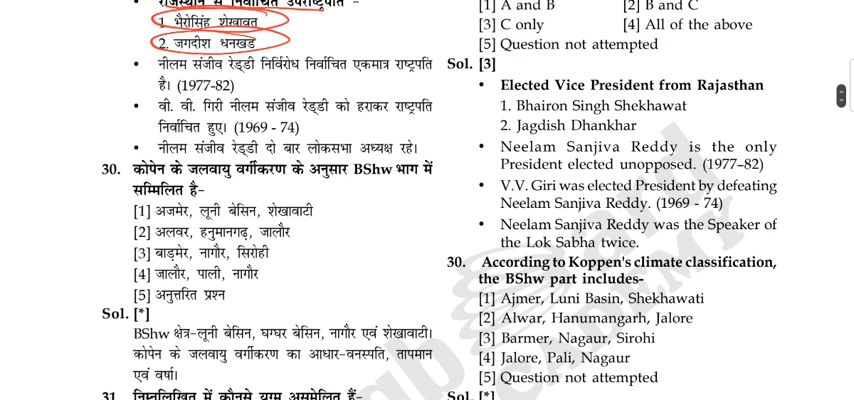 राजस्थान से निर्वाचित उपराष्ट्रपति -
1. भैरोसिंह शेखावत
2. जगदीश धनखड़
• नीलम संजीव रेड्डी निर्विरोध निर्वाचित एकमात्र राष्ट्रपति
है। (1977-82)
• वी. वी. गिरी नीलम संजीव रेड्डी को हराकर राष्ट्रपति
निर्वाचित हुए। (1969 - 74)
• नीलम संजीव रेड्डी दो बार लोकसभा अध्यक्ष रहे।
30. कोपेन के जलवायु वर्गीकरण के अनुसार BShw भाग में
सम्मिलित है-
[1] अजमेर, लूनी बेसिन, शेखावाटी
[2] अलवर, हनुमानगढ़, जालौर
[3] बाड़मेर, नागौर, सिरोही
[4] जालौर, पाली, नागौर
[5] अनुत्तरित प्रश्न
Sol. [*]
BShw क्षेत्र-लूनी बेसिन, घग्घर बेसिन, नागौर एवं शेखावाटी।
कोपेन के जलवायु वर्गीकरण का आधार-वनस्पति, तापमान
एवं वर्षा।
31. निम्नलिखित में कौनसे युग्म असमेलित हैं-
[1] A and B [2] B and C
[3] C only [4] All of the above
[5] Question not attempted
Sol. [3]
• Elected Vice President from Rajasthan
1. Bhairon Singh Shekhawat
2. Jagdish Dhankhar
• Neelam Sanjiva Reddy is the only
President elected unopposed. (1977–82)
• V.V. Giri was elected President by defeating
Neelam Sanjiva Reddy. (1969 - 74)
• Neelam Sanjiva Reddy was the Speaker of
the Lok Sabha twice.
30. According to Koppen's climate classification,
the BShw part includes-
[1] Ajmer, Luni Basin, Shekhawati
[2] Alwar, Hanumangarh, Jalore
[3] Barmer, Nagaur, Sirohi
[4] Jalore, Pali, Nagaur
[5] Question not attempted
Sol. [*]